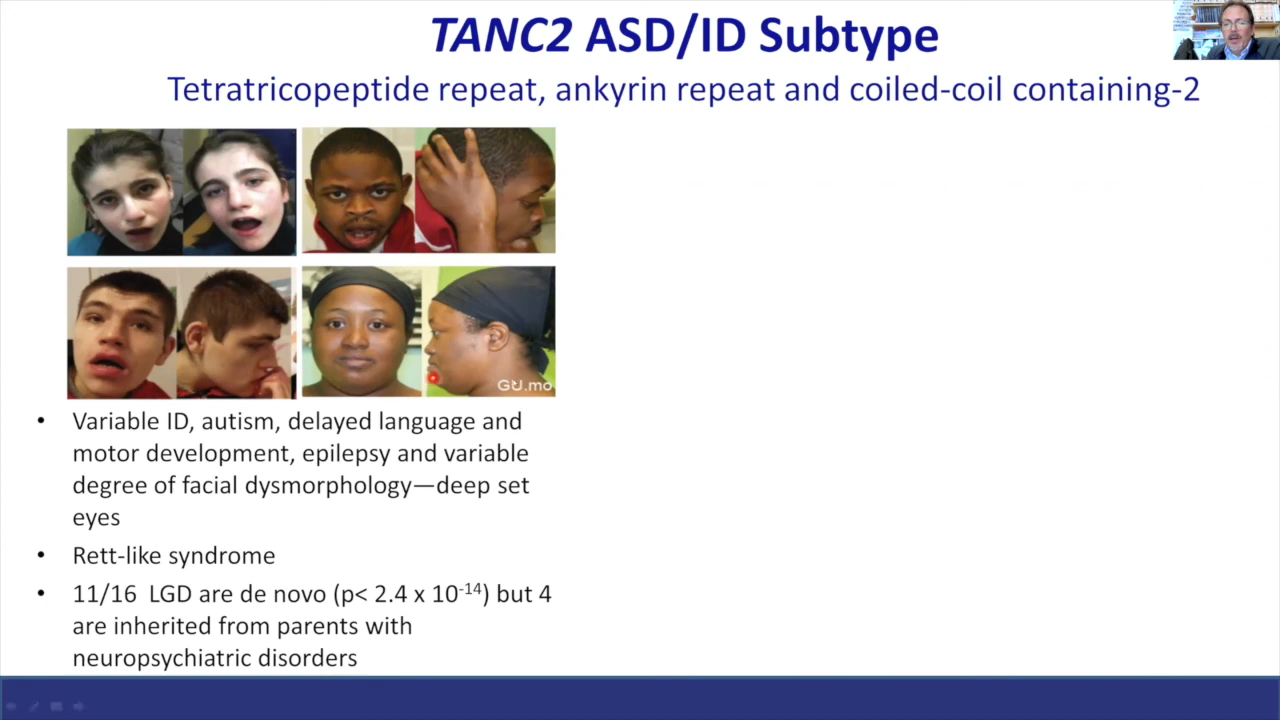 TANC2 ASD/ID Subtype
Tetratricopeptide repeat, ankyrin repeat and coiled-coil containing-2
GU.mo
• Variable ID, autism, delayed language and
motor development, epilepsy and variable
degree of facial dysmorphology—deep set
eyes
• Rett-like syndrome
• 11/16 LGD are de novo (p< 2.4 x 10⁻¹⁴) but 4
are inherited from parents with
neuropsychiatric disorders